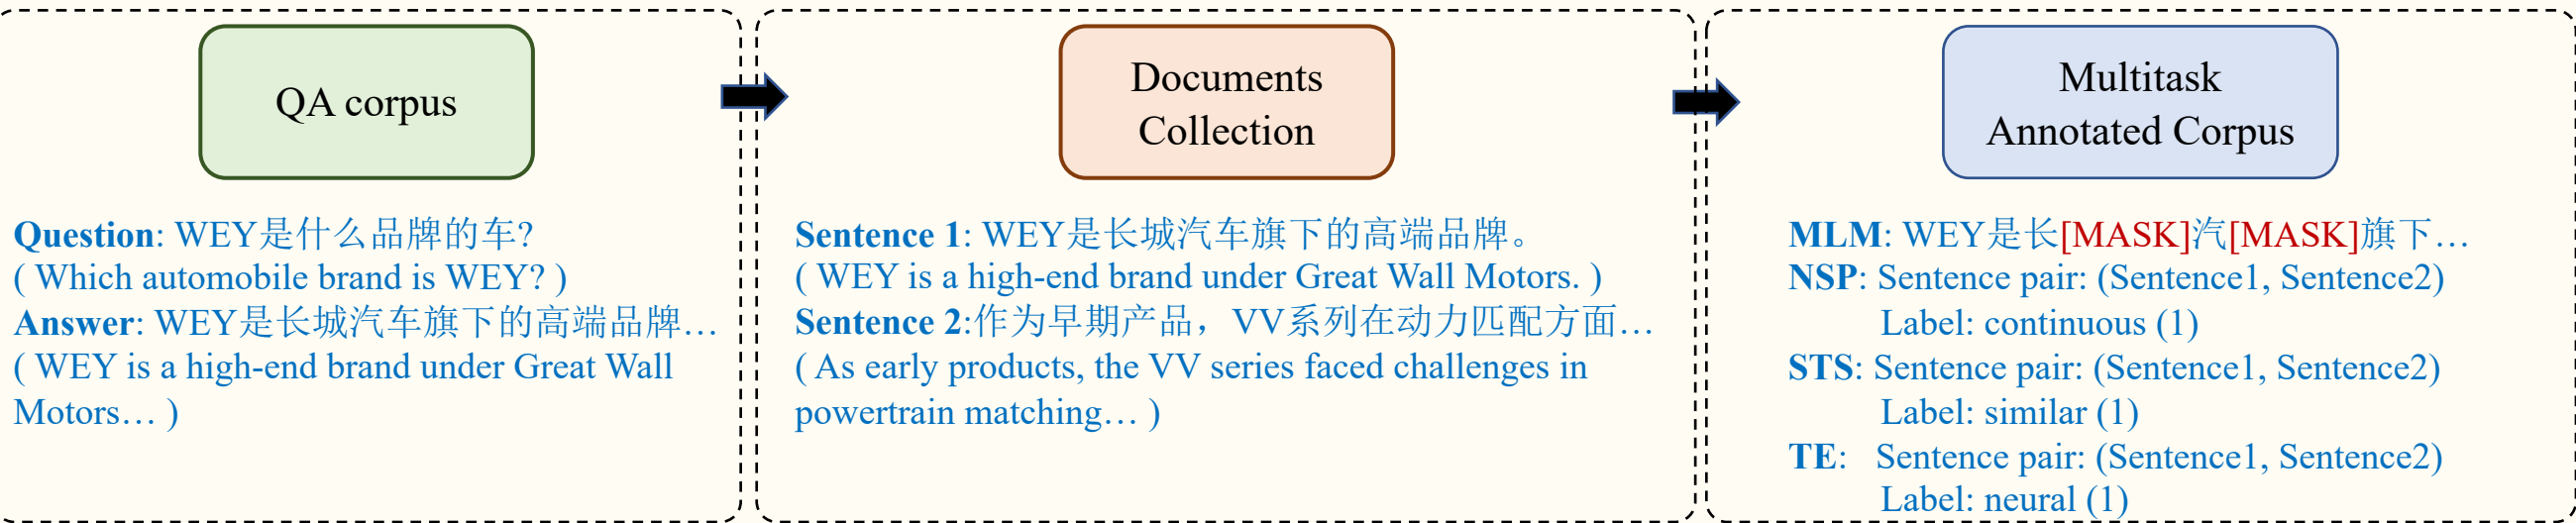 QA corpus
Question: WEY是什么品牌的车?
( Which automobile brand is WEY? )
Answer: WEY是长城汽车旗下的高端品牌…
( WEY is a high-end brand under Great Wall
Motors… )
Documents
Collection
Sentence 1: WEY是长城汽车旗下的高端品牌。
( WEY is a high-end brand under Great Wall Motors. )
Sentence 2:作为早期产品，VV系列在动力匹配方面…
( As early products, the VV series faced challenges in
powertrain matching… )
Multitask
Annotated Corpus
MLM: WEY是长[MASK]汽[MASK]旗下…
NSP: Sentence pair: (Sentence1, Sentence2)
Label: continuous (1)
STS: Sentence pair: (Sentence1, Sentence2)
Label: similar (1)
TE: Sentence pair: (Sentence1, Sentence2)
Label: neural (1)